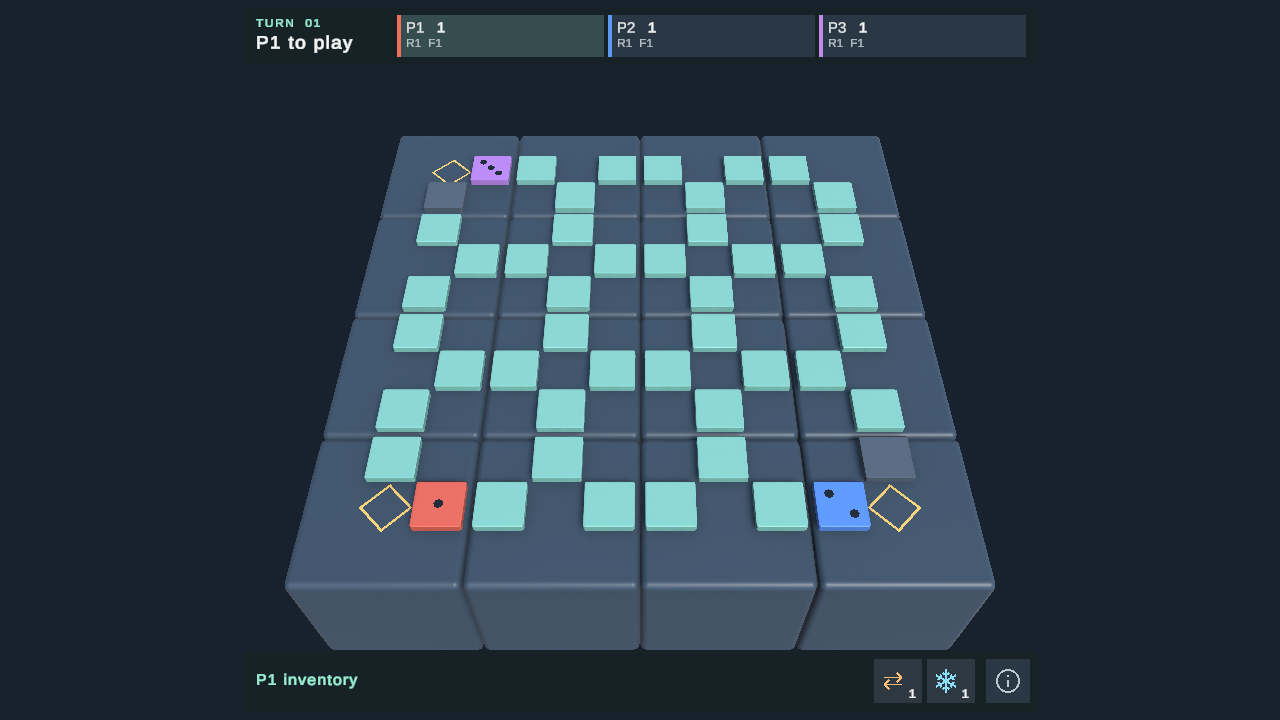 TURN 01
P1 to play
P1 1
R1 F1
P2 1
R1 F1
P3 1
R1 F1
P1 inventory
1
1